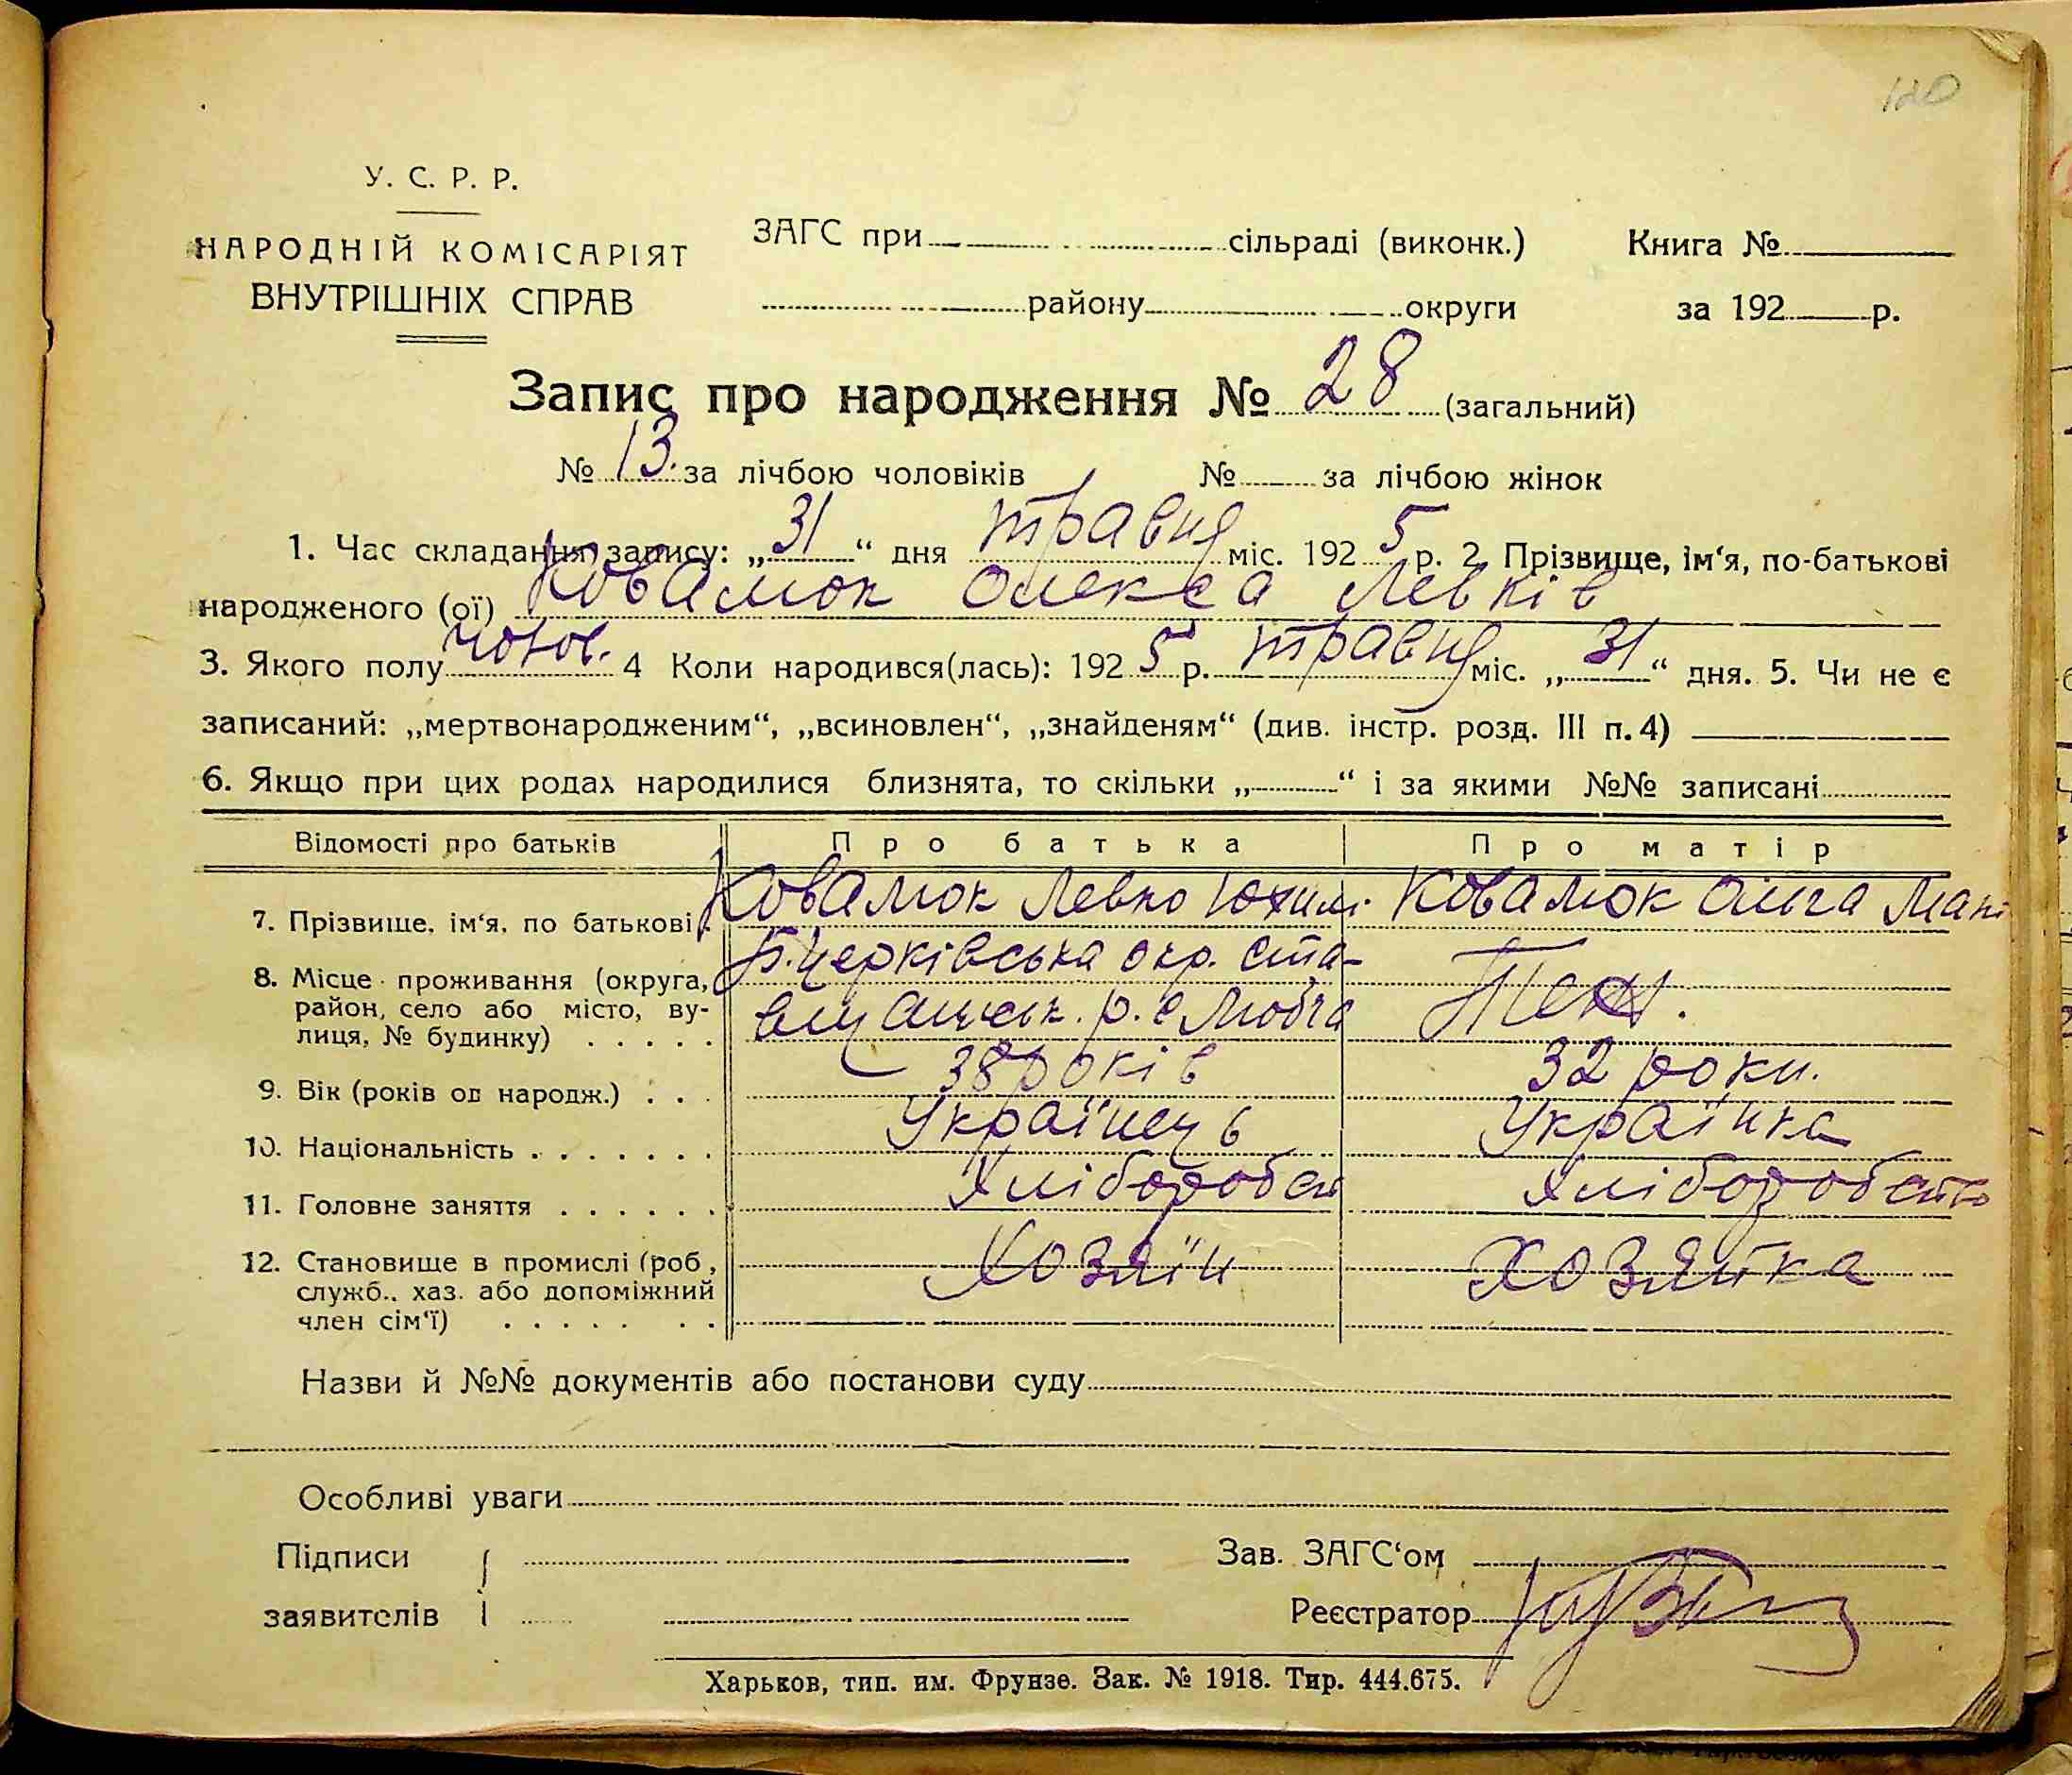 120
У. С. Р. Р.
НАРОДНІЙ КОМІСАРІЯТ
ВНУТРІШНІХ СПРАВ
ЗАГС при сільраді (виконк.)
району округи
Книга №
за 192 р.
Запис про народження № 28 (загальний)
№ 13. за лічбою чоловіків № за лічбою жінок
1. Час складання запису: „31“ дня травня міс. 1925 р. 2. Прізвище, ім‘я, по-батькові
народженого (ої) Ковалюк Олекса Левків
3. Якого полу чолов. 4 Коли народився(лась): 1925 р. травня міс. „31“ дня. 5. Чи не є
записаний: „мертвонародженим“, „всиновлен“, „знайденям“ (див. інстр. розд. III п. 4)
6. Якщо при цих родах народилися близнята, то скільки „ “ і за якими №№ записані
Відомості про батьків Про батька Про матір
7. Прізвище, ім‘я, по батькові. Ковалюк Левко Юхим. Ковалюк Ольга
8. Місце проживання (округа, район, село або місто, вулиця, № будинку) . . . . .
Б.Церківська окр. Ста-
вищанськ. р. с Любча
Теж.
9. Вік (років од народж.) . . . 38 років 32 роки.
10. Національність . . . . . . . Українець Українка
11. Головне заняття . . . . . . Хлібороб Хлібороб
12. Становище в промислі (роб, служб., хаз. або допоміжний член сім‘ї) . . . . . . . Хозяїн Хозяйка
Назви й №№ документів або постанови суду
Особливі уваги
Підписи
заявителів
Зав. ЗАГС‘ом
Реєстратор
Харьков, тип. им. Фрунзе. Зак. № 1918. Тир. 444.675.